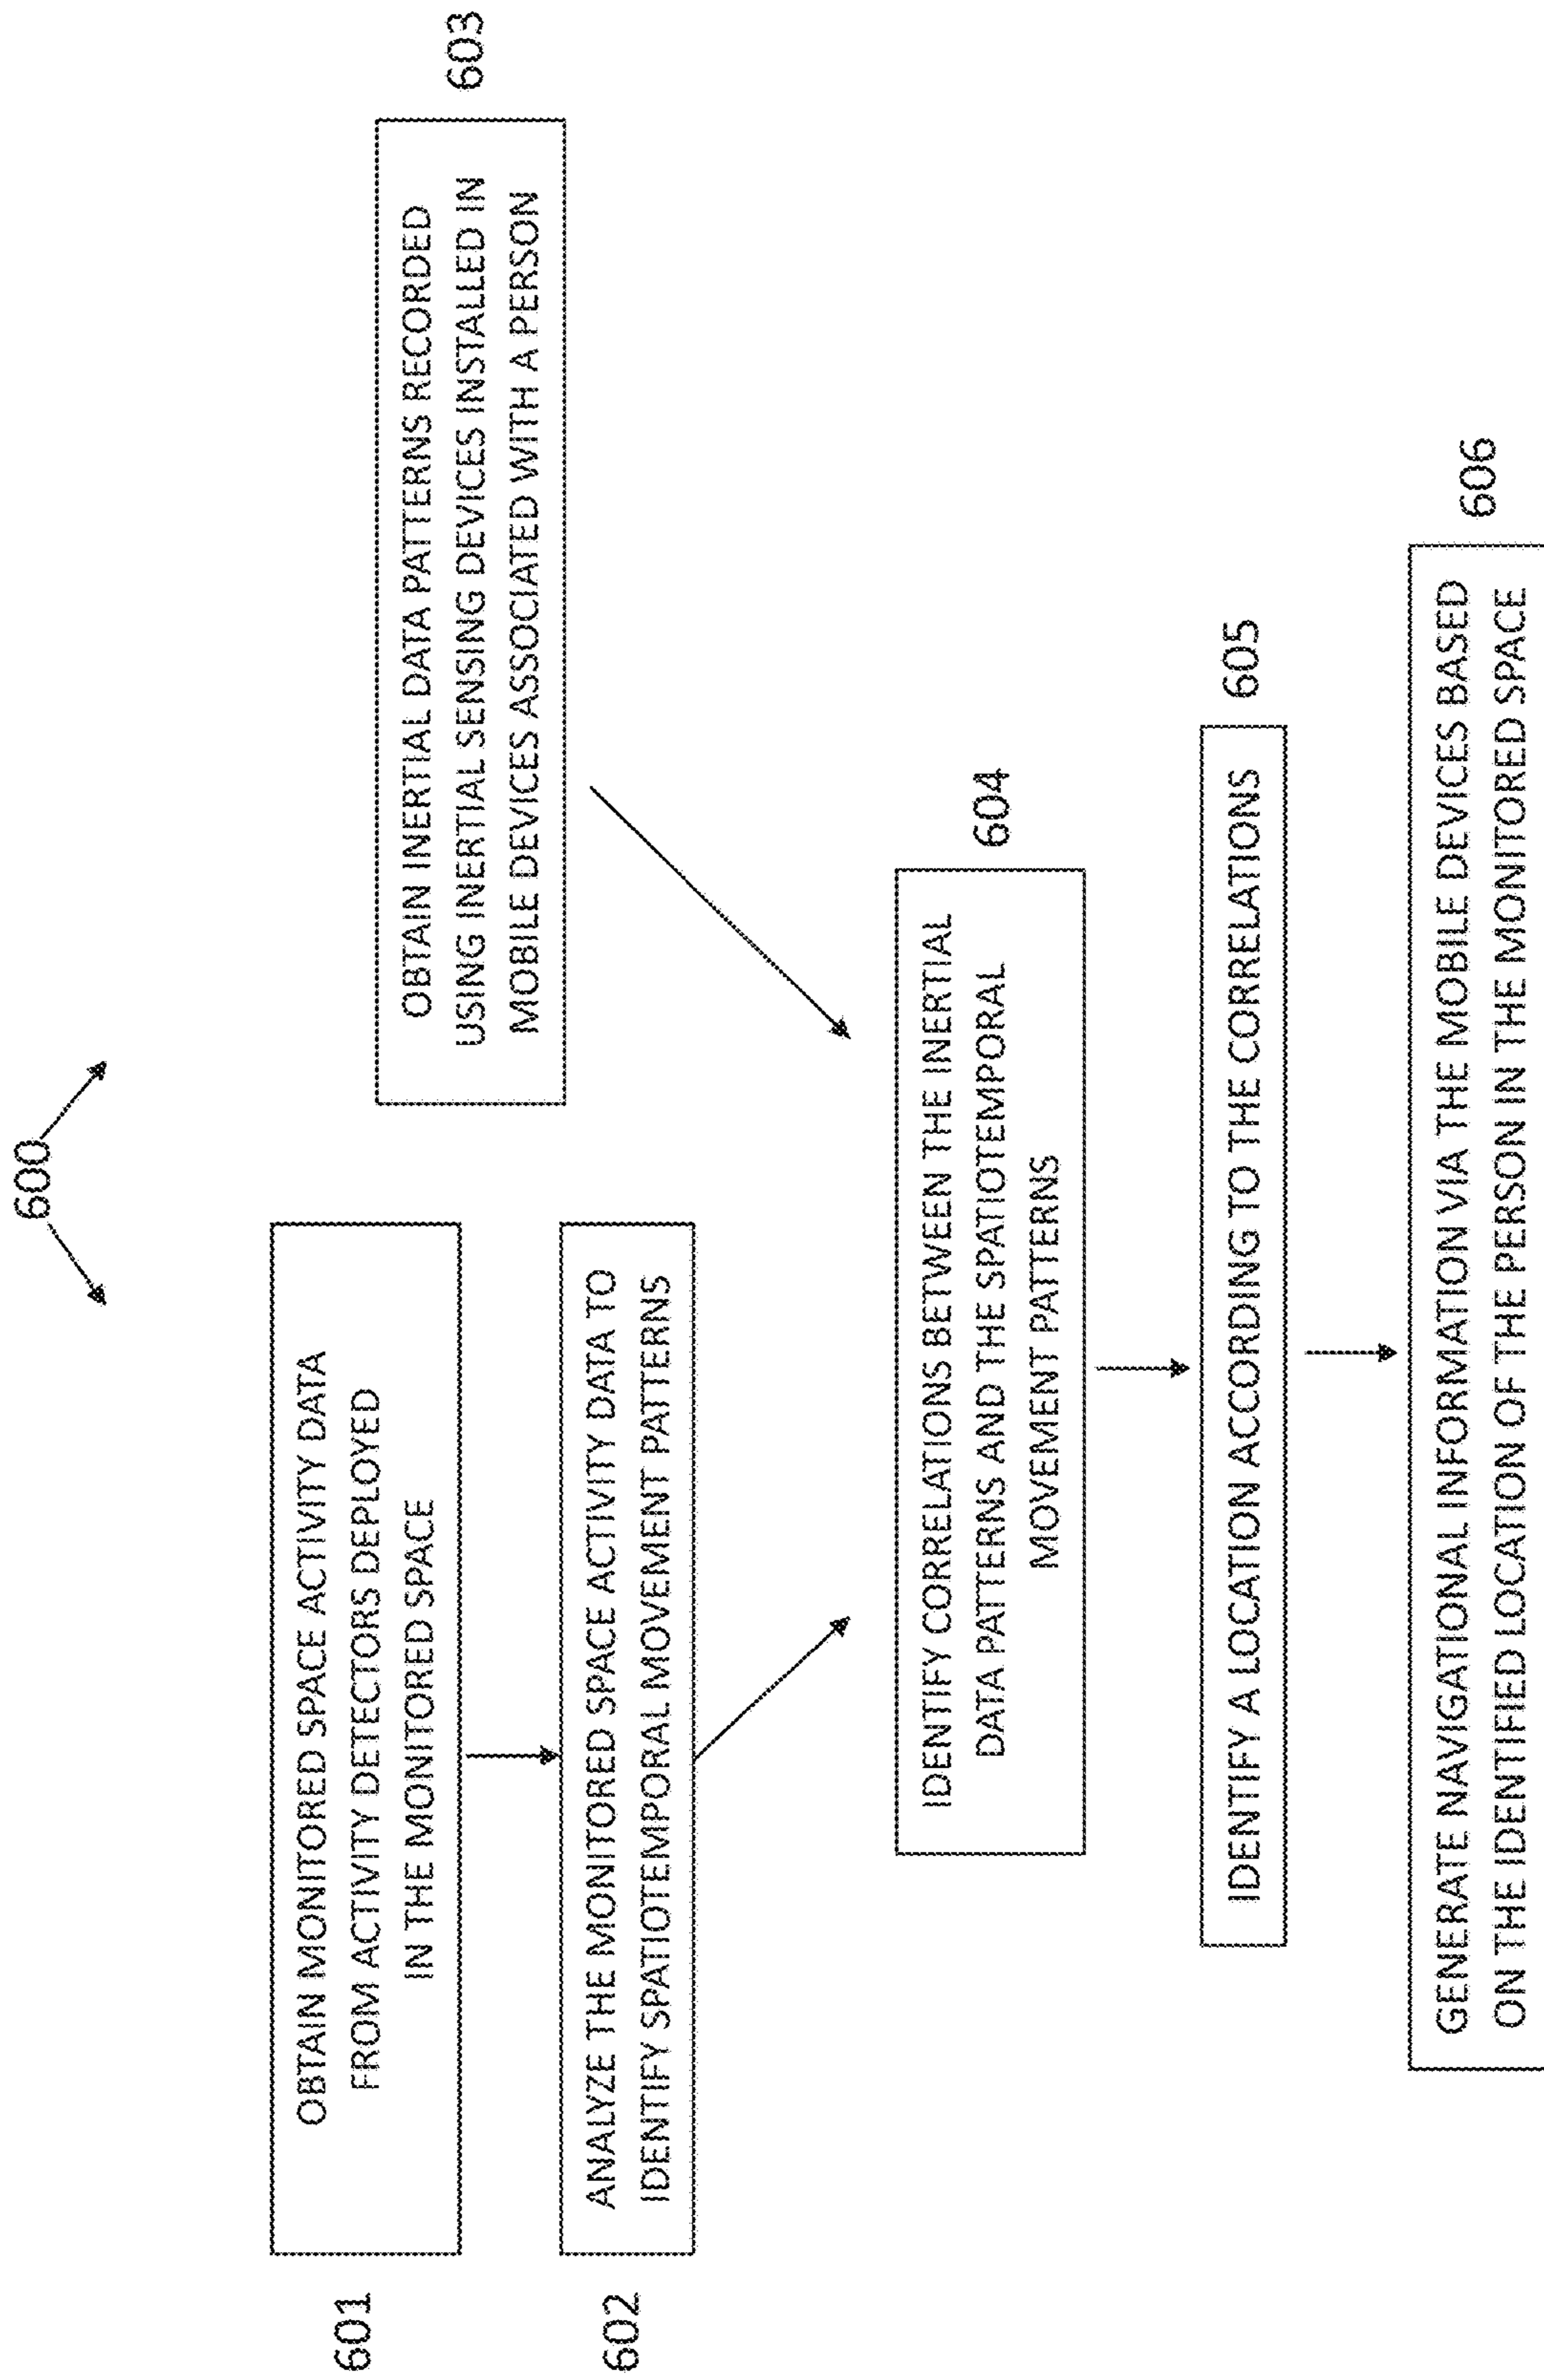 600
601
OBTAIN MONITORED SPACE ACTIVITY DATA
FROM ACTIVITY DETECTORS DEPLOYED
IN THE MONITORED SPACE
602
ANALYZE THE MONITORED SPACE ACTIVITY DATA TO
IDENTIFY SPATIOTEMPORAL MOVEMENT PATTERNS
OBTAIN INERTIAL DATA PATTERNS RECORDED
USING INERTIAL SENSING DEVICES INSTALLED IN
MOBILE DEVICES ASSOCIATED WITH A PERSON
603
IDENTIFY CORRELATIONS BETWEEN THE INERTIAL
DATA PATTERNS AND THE SPATIOTEMPORAL
MOVEMENT PATTERNS
604
IDENTIFY A LOCATION ACCORDING TO THE CORRELATIONS
605
GENERATE NAVIGATIONAL INFORMATION VIA THE MOBILE DEVICES BASED
ON THE IDENTIFIED LOCATION OF THE PERSON IN THE MONITORED SPACE
606